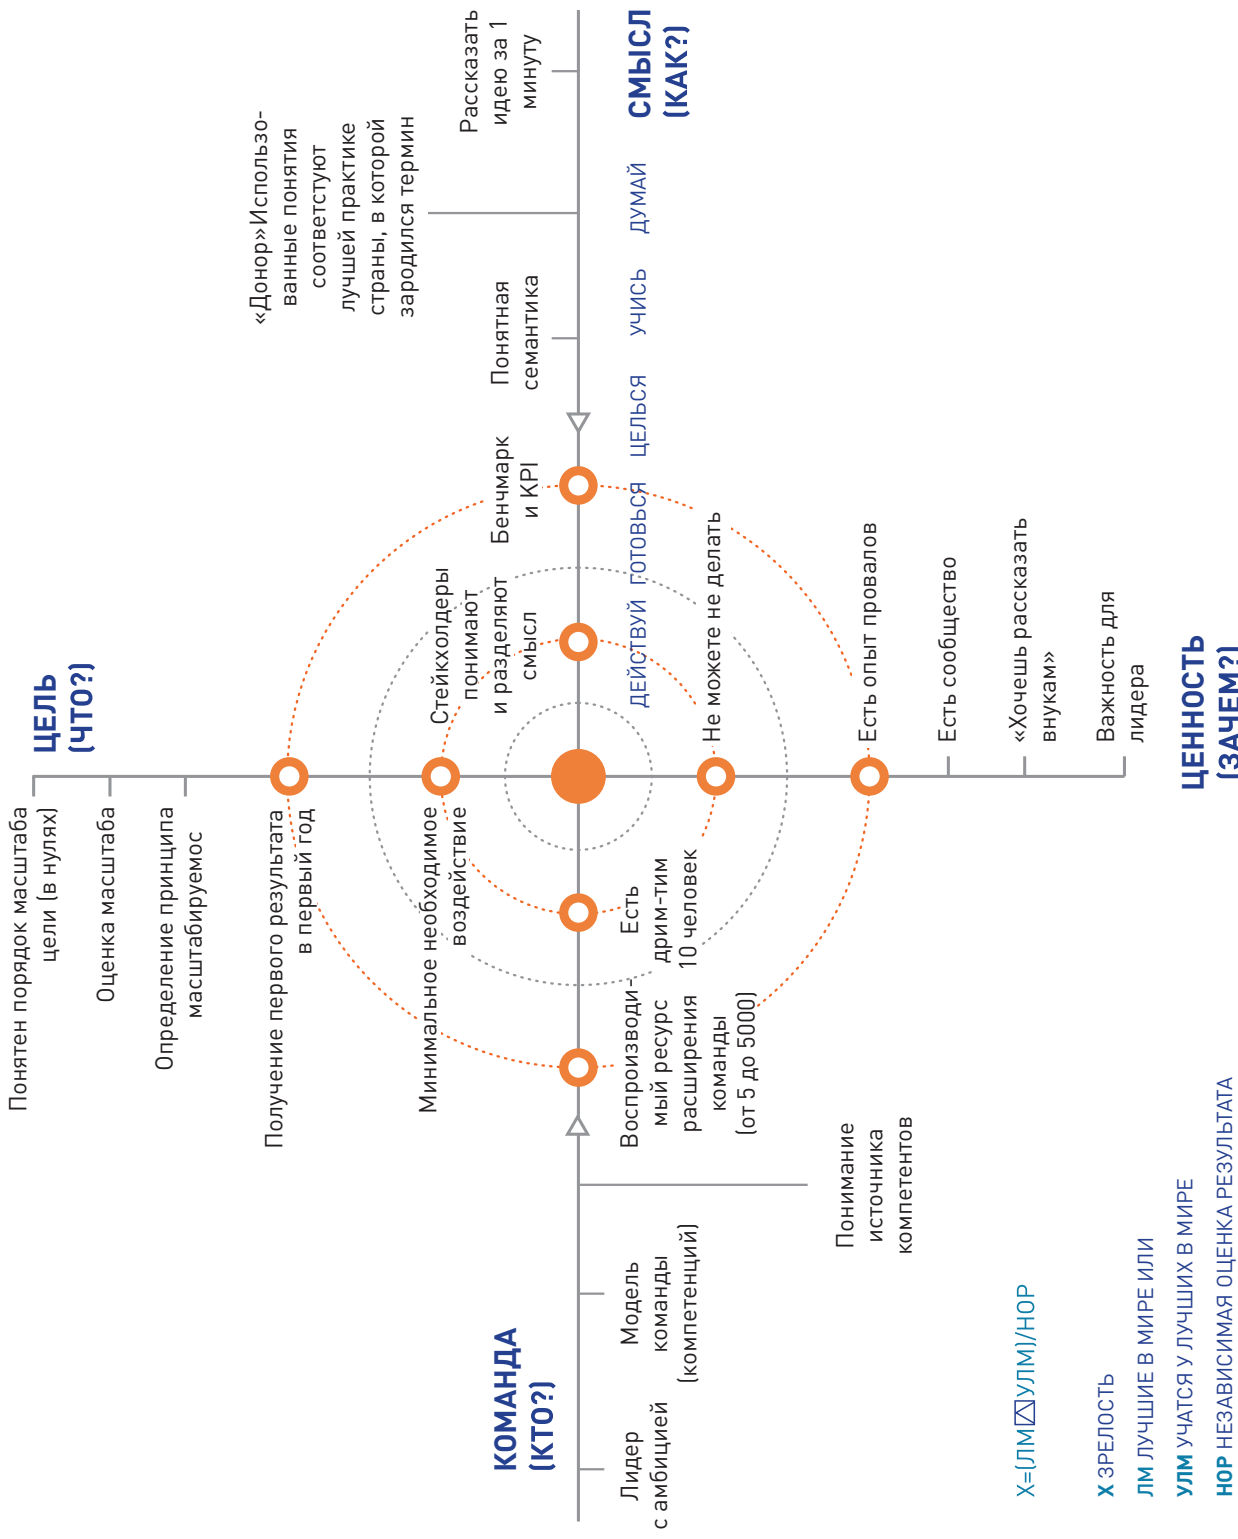 ЦЕЛЬ
(ЧТО?)
Понятен порядок масштаба
цели (в нулях)
Оценка масштаба
Определение принципа
масштабируемос
Получение первого результата
в первый год
Минимальное необходимое
воздействие
СМЫСЛ
(КАК?)
Рассказать
идею за 1
минуту
«Донор»Использо-
ванные понятия
соответстуют
лучшей практике
страны, в которой
зародился термин
Понятная
семантика
Бенчмарк
и KPI
Стейкхолдеры
понимают
и разделяют
смысл
ДЕЙСТВУЙ ГОТОВЬСЯ ЦЕЛЬСЯ УЧИСЬ ДУМАЙ
КОМАНДА
(КТО?)
Лидер
с амбицией
Модель
команды
(компетенций)
Понимание
источника
компетентов
Воспроизводи-
мый ресурс
расширения
команды
(от 5 до 5000)
Есть
дрим-тим
10 человек
Не можете не делать
Есть опыт провалов
Есть сообщество
«Хочешь рассказать
внукам»
Важность для
лидера
ЦЕННОСТЬ
(ЗАЧЕМ?)
X=(ЛМ△УЛМ)/НОР
X ЗРЕЛОСТЬ
ЛМ ЛУЧШИЕ В МИРЕ ИЛИ
УЛМ УЧАТСЯ У ЛУЧШИХ В МИРЕ
НОР НЕЗАВИСИМАЯ ОЦЕНКА РЕЗУЛЬТАТА